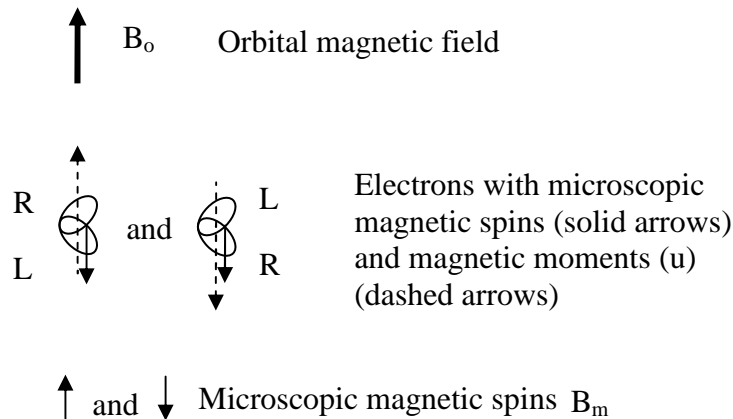 Bₒ Orbital magnetic field
R L Electrons with microscopic
and magnetic spins (solid arrows)
L R and magnetic moments (u)
(dashed arrows)
and Microscopic magnetic spins Bₘ